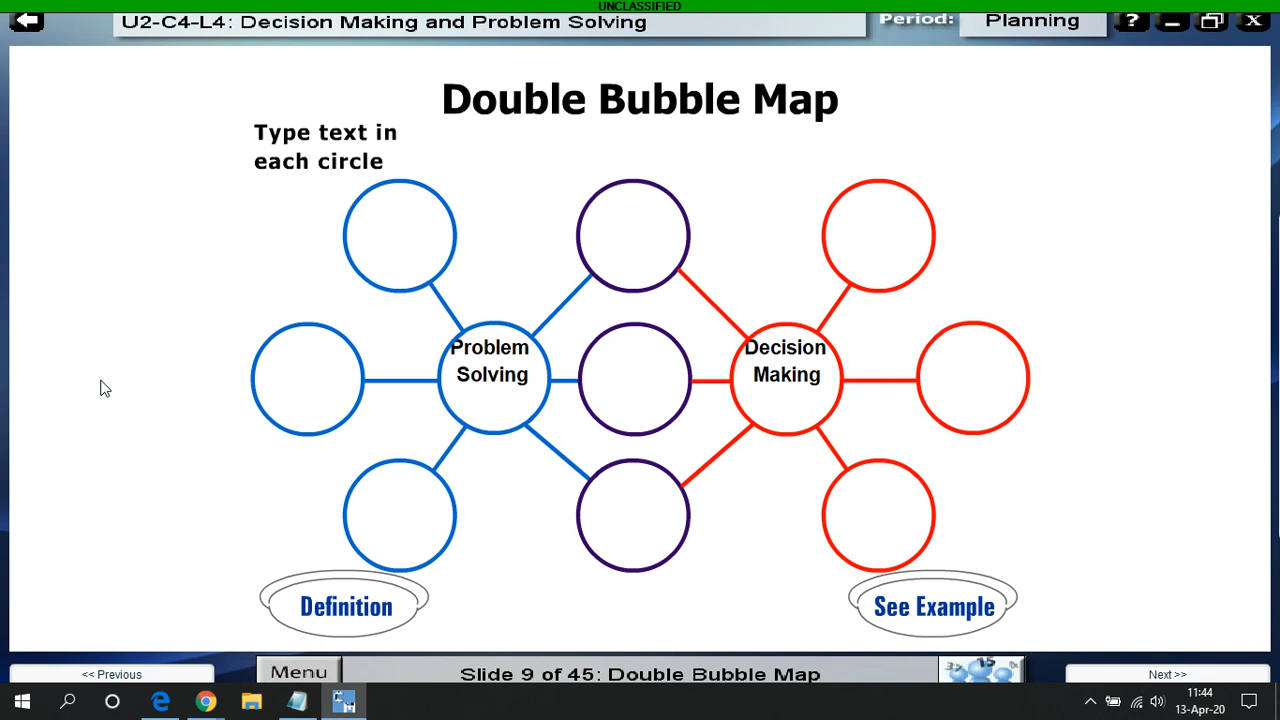 UNCLASSIFIED
U2-C4-L4: Decision Making and Problem Solving
Period:
Planning
?
X
Double Bubble Map
Type text in
each circle
Problem
Solving
Decision
Making
Definition
See Example
<< Previous
Menu
Slide 9 of 45: Double Bubble Map
15
Next >>
11:44
13-Apr-20